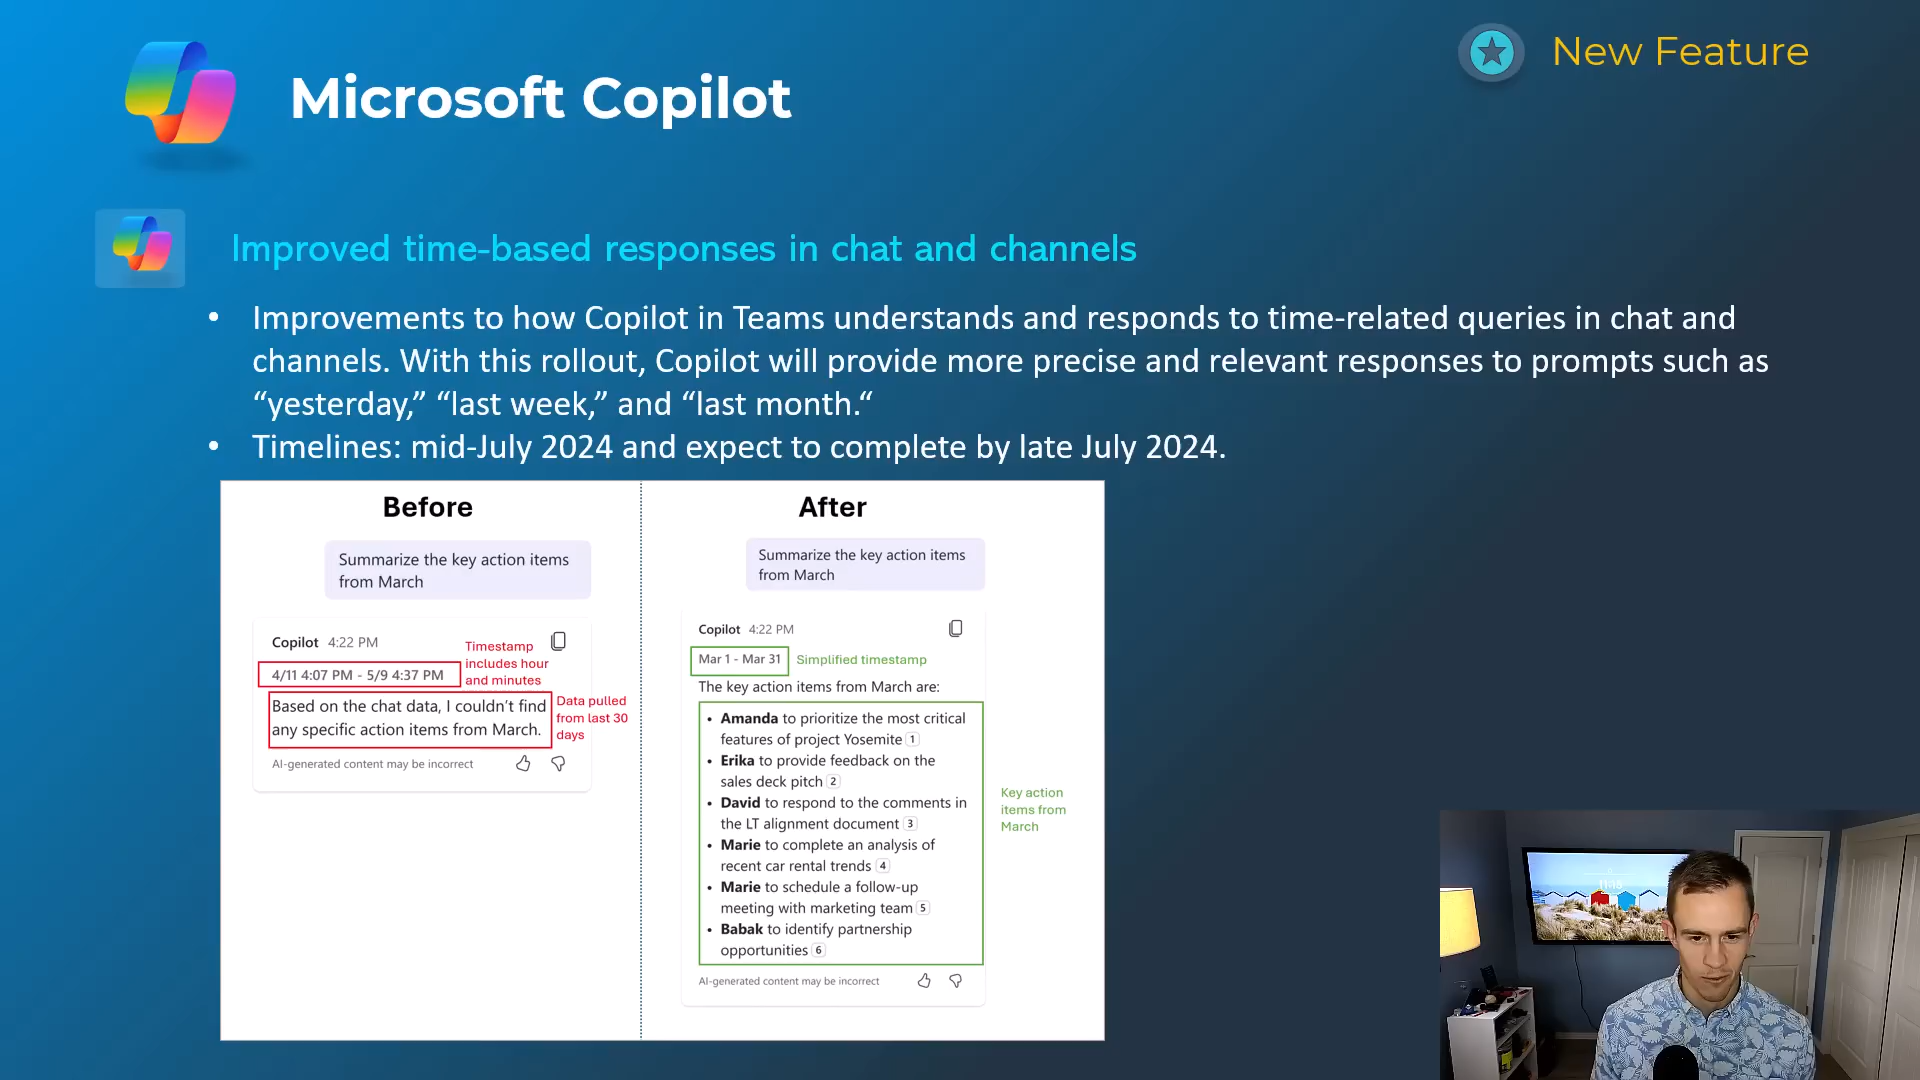 Microsoft Copilot
New Feature
Improved time-based responses in chat and channels
• Improvements to how Copilot in Teams understands and responds to time-related queries in chat and
channels. With this rollout, Copilot will provide more precise and relevant responses to prompts such as
“yesterday,” “last week,” and “last month.“
• Timelines: mid-July 2024 and expect to complete by late July 2024.
Before
Summarize the key action items
from March
Copilot 4:22 PM
Timestamp
includes hour
and minutes
4/11 4:07 PM - 5/9 4:37 PM
Based on the chat data, I couldn't find
any specific action items from March.
Data pulled
from last 30
days
AI-generated content may be incorrect
After
Summarize the key action items
from March
Copilot 4:22 PM
Mar 1 - Mar 31
Simplified timestamp
The key action items from March are:
• Amanda to prioritize the most critical
features of project Yosemite 1
• Erika to provide feedback on the
sales deck pitch 2
• David to respond to the comments in
the LT alignment document 3
• Marie to complete an analysis of
recent car rental trends 4
• Marie to schedule a follow-up
meeting with marketing team 5
• Babak to identify partnership
opportunities 6
Key action
items from
March
AI-generated content may be incorrect